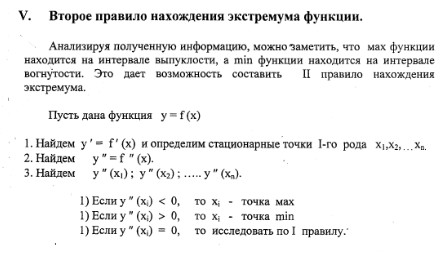 V. Второе правило нахождения экстремума функции.
Анализируя полученную информацию, можно заметить, что мах функции
находится на интервале выпуклости, а min функции находится на интервале
вогнутости. Это дает возможность составить II правило нахождения
экстремума.
Пусть дана функция y = f (x)
1. Найдем y ' = f ' (x) и определим стационарные точки I-го рода x₁,x₂,…xₙ.
2. Найдем y '' = f '' (x).
3. Найдем y '' (x₁) ; y '' (x₂) ; ….. y '' (xₙ).
1) Если y '' (xᵢ) < 0, то xᵢ - точка max
1) Если y '' (xᵢ) > 0, то xᵢ - точка min
1) Если y '' (xᵢ) = 0, то исследовать по I правилу.